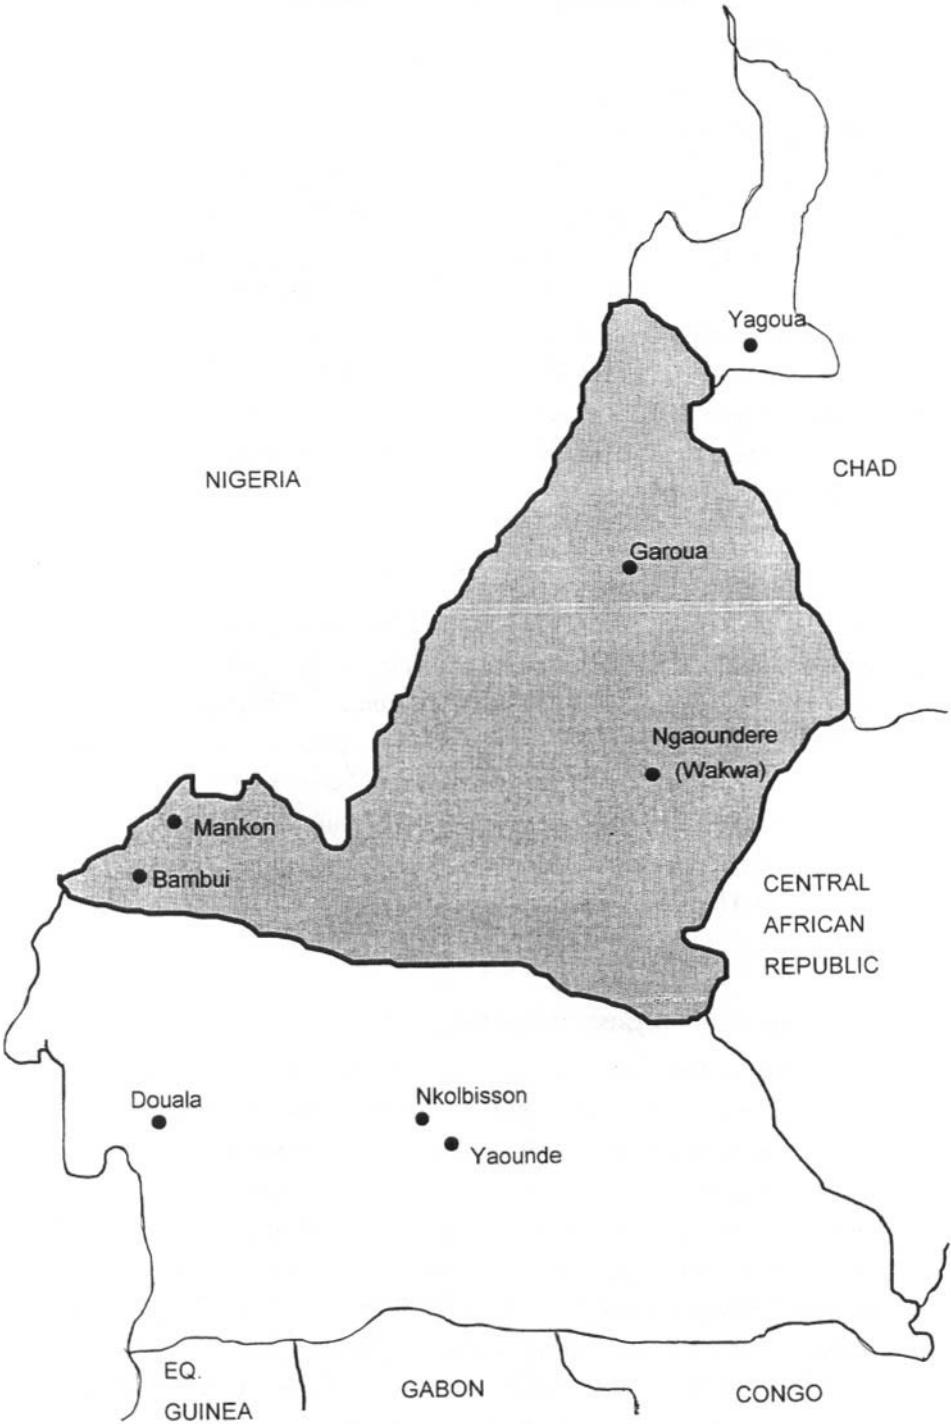 Yagoua
NIGERIA
CHAD
Garoua
Ngaoundere
(Wakwa)
Mankon
Bambui
CENTRAL
AFRICAN
REPUBLIC
Douala
Nkolbisson
Yaounde
EQ.
GUINEA
GABON
CONGO